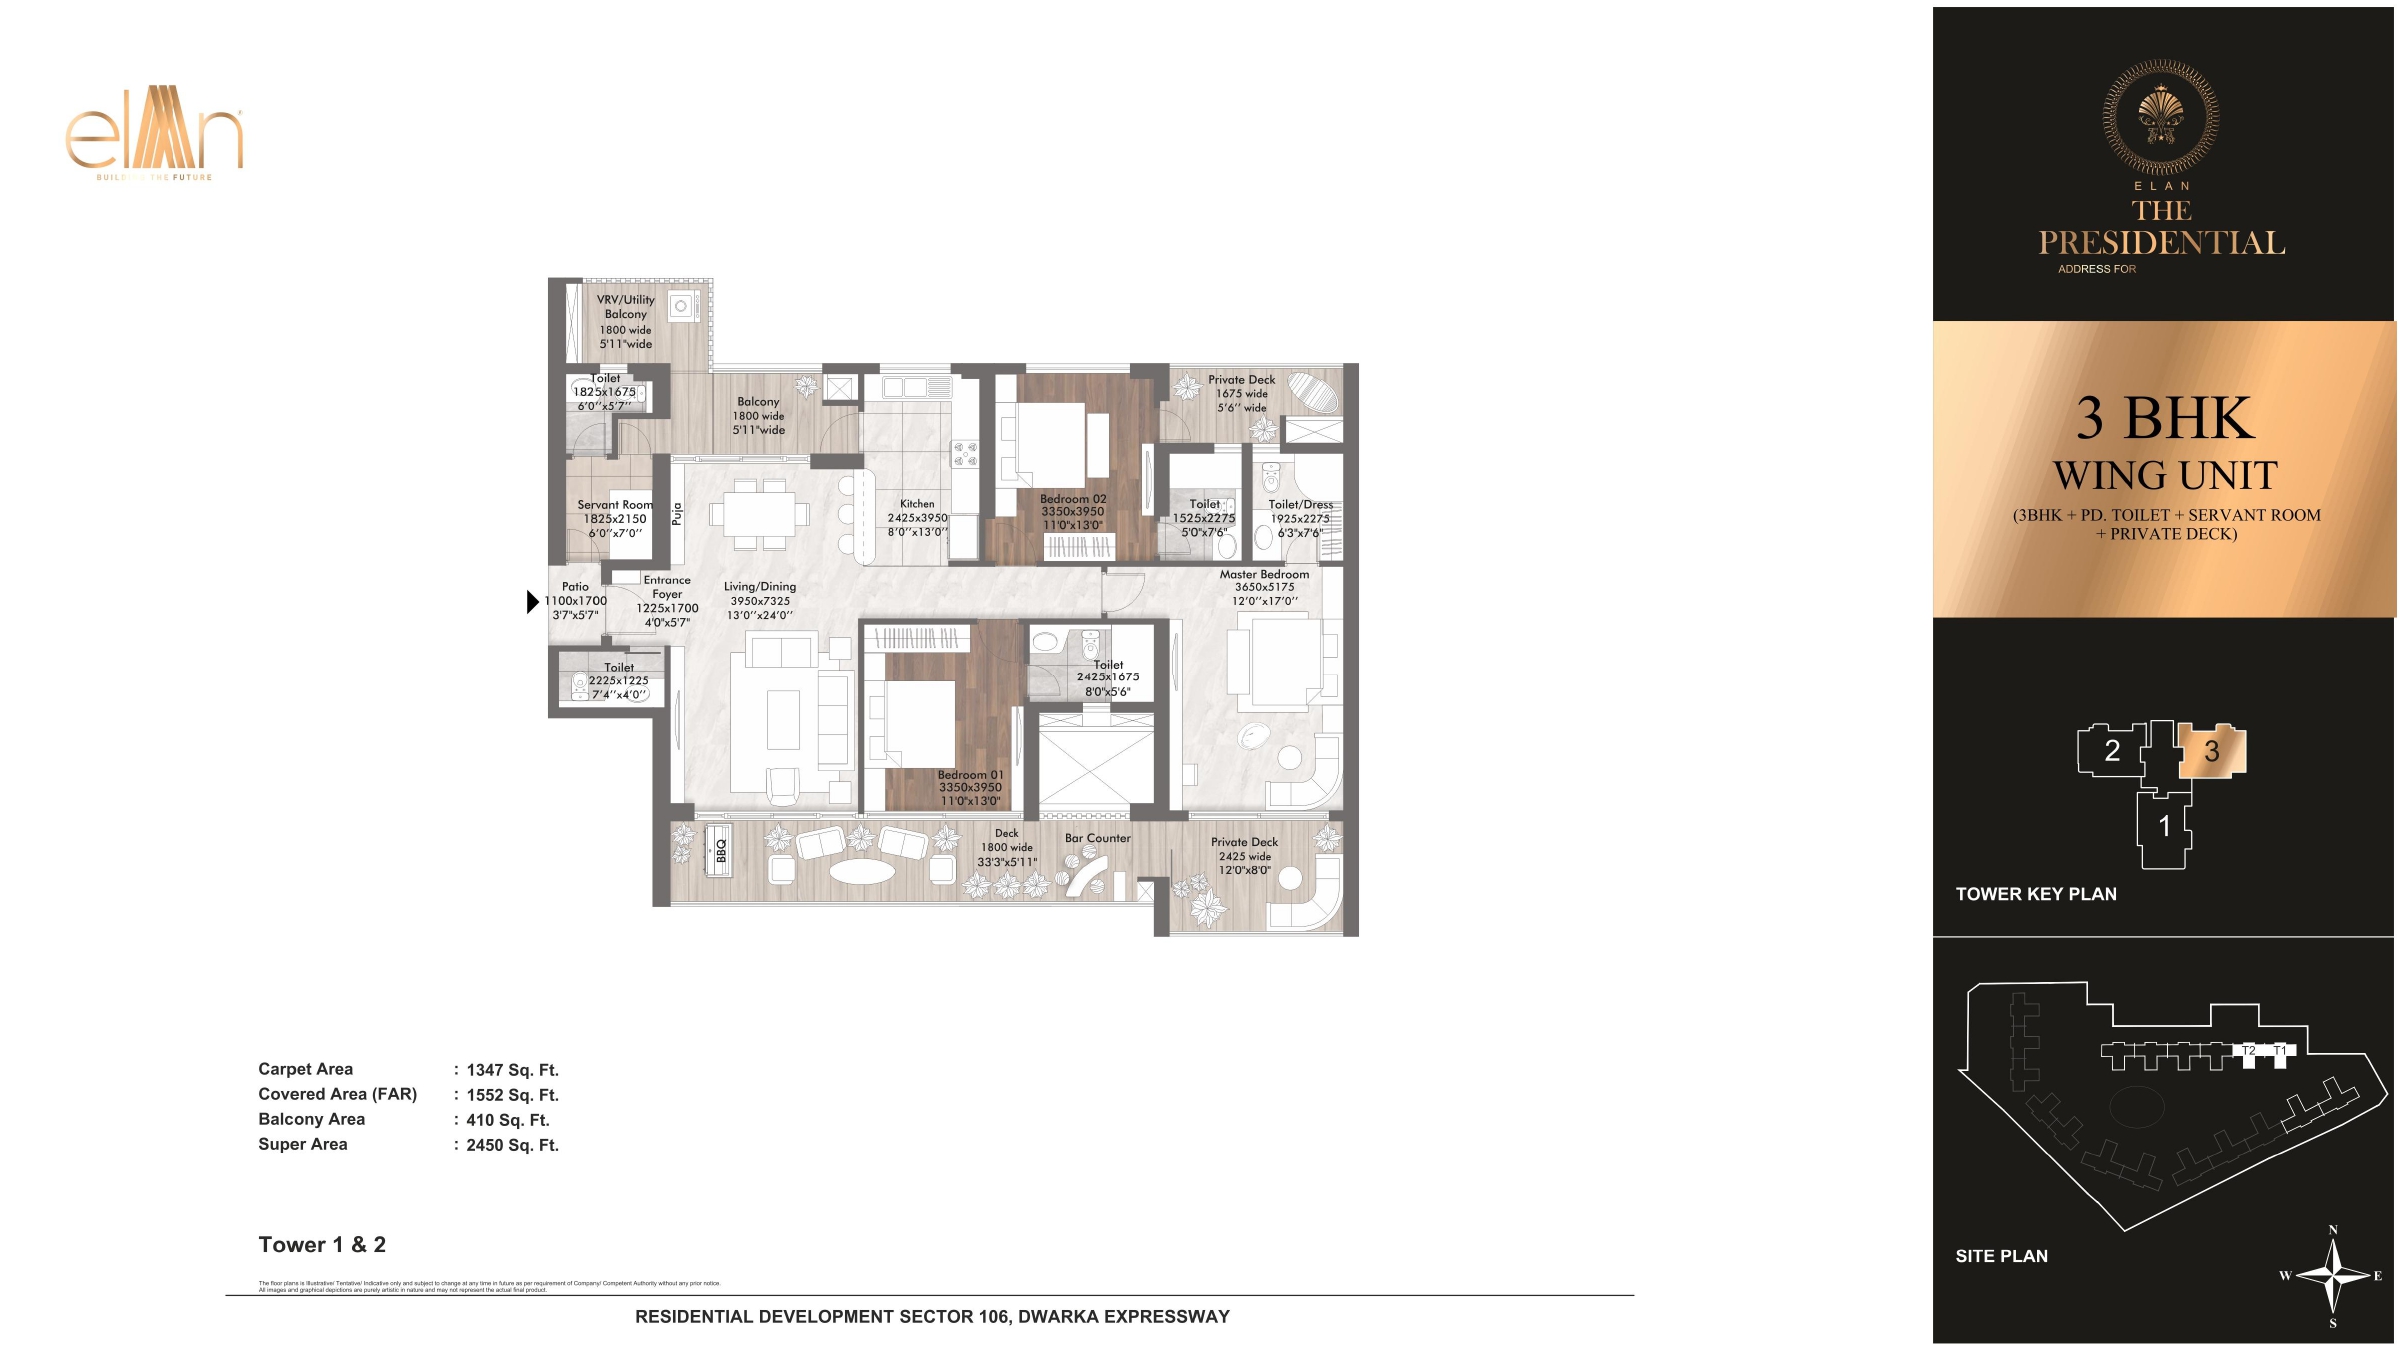 elan
BUILDING THE FUTURE
ELAN
THE
PRESIDENTIAL
ADDRESS FOR
3 BHK
WING UNIT
(3BHK + PD. TOILET + SERVANT ROOM
+ PRIVATE DECK)
2
3
1
TOWER KEY PLAN
T2
T1
SITE PLAN
N
W
E
S
VRV/Utility
Balcony
1800 wide
5'11"wide
Toilet
1825x1675
6'0''x5'7''
Balcony
1800 wide
5'11"wide
Private Deck
1675 wide
5'6'' wide
Servant Room
1825x2150
6'0''x7'0''
Puja
Kitchen
2425x3950
8'0''x13'0''
Bedroom 02
3350x3950
11'0"x13'0"
Toilet
1525x2275
5'0"x7'6"
Toilet/Dress
1925x2275
6'3"x7'6"
Patio
1100x1700
3'7"x5'7"
Entrance
Foyer
1225x1700
4'0"x5'7"
Living/Dining
3950x7325
13'0''x24'0''
Master Bedroom
3650x5175
12'0''x17'0''
Toilet
2225x1225
7'4''x4'0''
Toilet
2425x1675
8'0"x5'6"
Bedroom 01
3350x3950
11'0"x13'0"
BBQ
Deck
1800 wide
33'3"x5'11"
Bar Counter
Private Deck
2425 wide
12'0"x8'0"
Carpet Area : 1347 Sq. Ft.
Covered Area (FAR) : 1552 Sq. Ft.
Balcony Area : 410 Sq. Ft.
Super Area : 2450 Sq. Ft.
Tower 1 & 2
The floor plans is Illustrative/ Tentative/ Indicative only and subject to change at any time in future as per requirement of Company/ Competent Authority without any prior notice.
All images and graphical depictions are purely artistic in nature and may not represent the actual final product.
RESIDENTIAL DEVELOPMENT SECTOR 106, DWARKA EXPRESSWAY